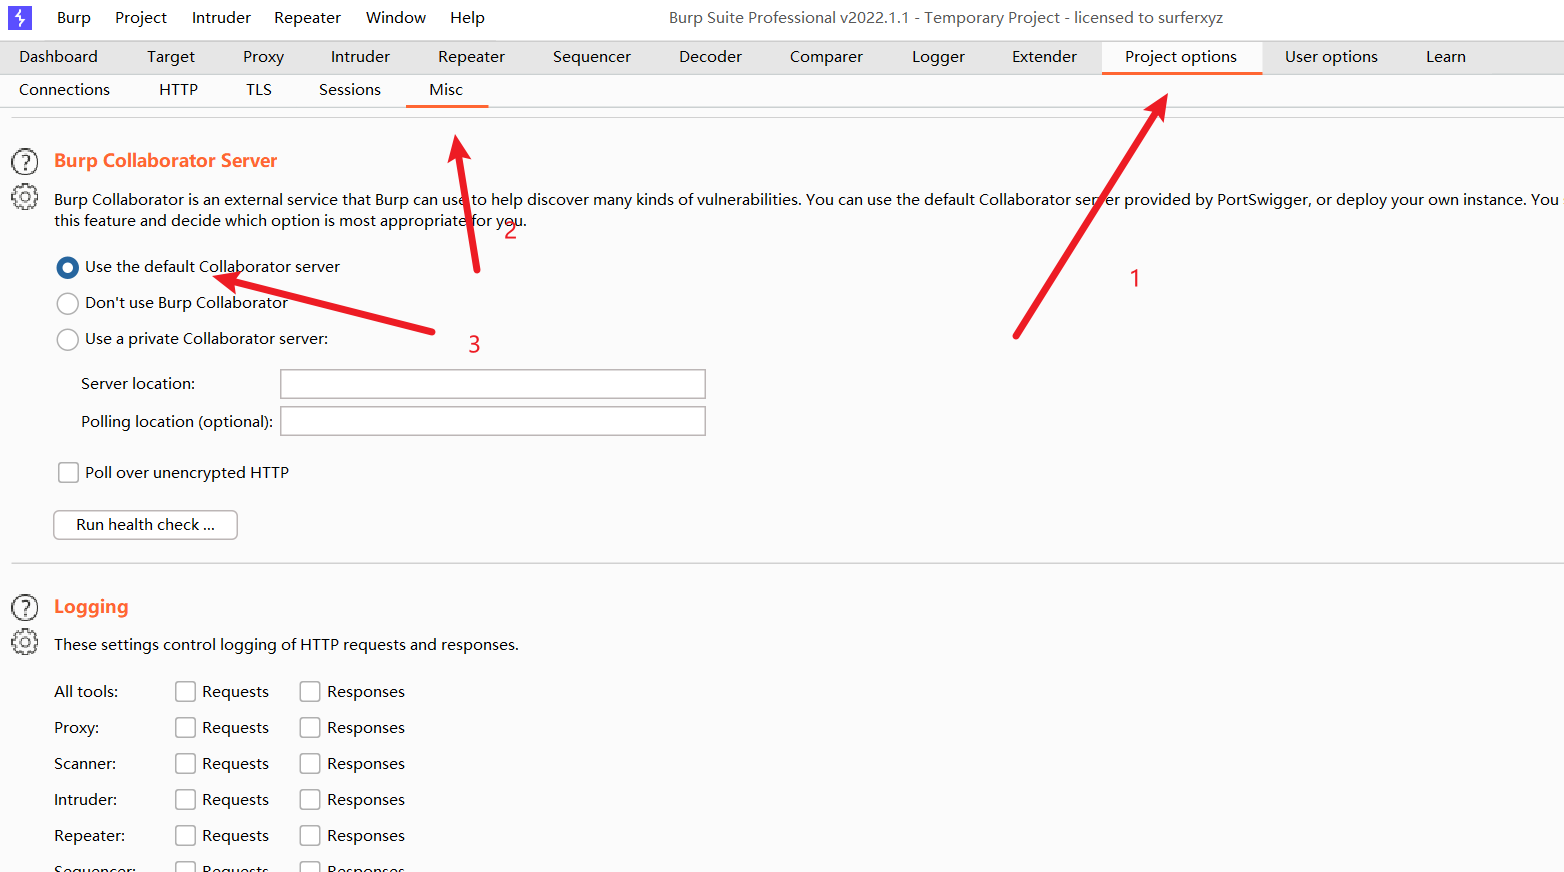 Burp Project Intruder Repeater Window Help Burp Suite Professional v2022.1.1 - Temporary Project - licensed to surferxyz
Dashboard Target Proxy Intruder Repeater Sequencer Decoder Comparer Logger Extender Project options User options Learn
Connections HTTP TLS Sessions Misc
? Burp Collaborator Server
Burp Collaborator is an external service that Burp can use to help discover many kinds of vulnerabilities. You can use the default Collaborator server provided by PortSwigger, or deploy your own instance. You
this feature and decide which option is most appropriate for you.
2
Use the default Collaborator server
1
Don't use Burp Collaborator
Use a private Collaborator server:
3
Server location:
Polling location (optional):
Poll over unencrypted HTTP
Run health check ...
? Logging
These settings control logging of HTTP requests and responses.
All tools: Requests Responses
Proxy: Requests Responses
Scanner: Requests Responses
Intruder: Requests Responses
Repeater: Requests Responses
Sequencer: Requests Responses